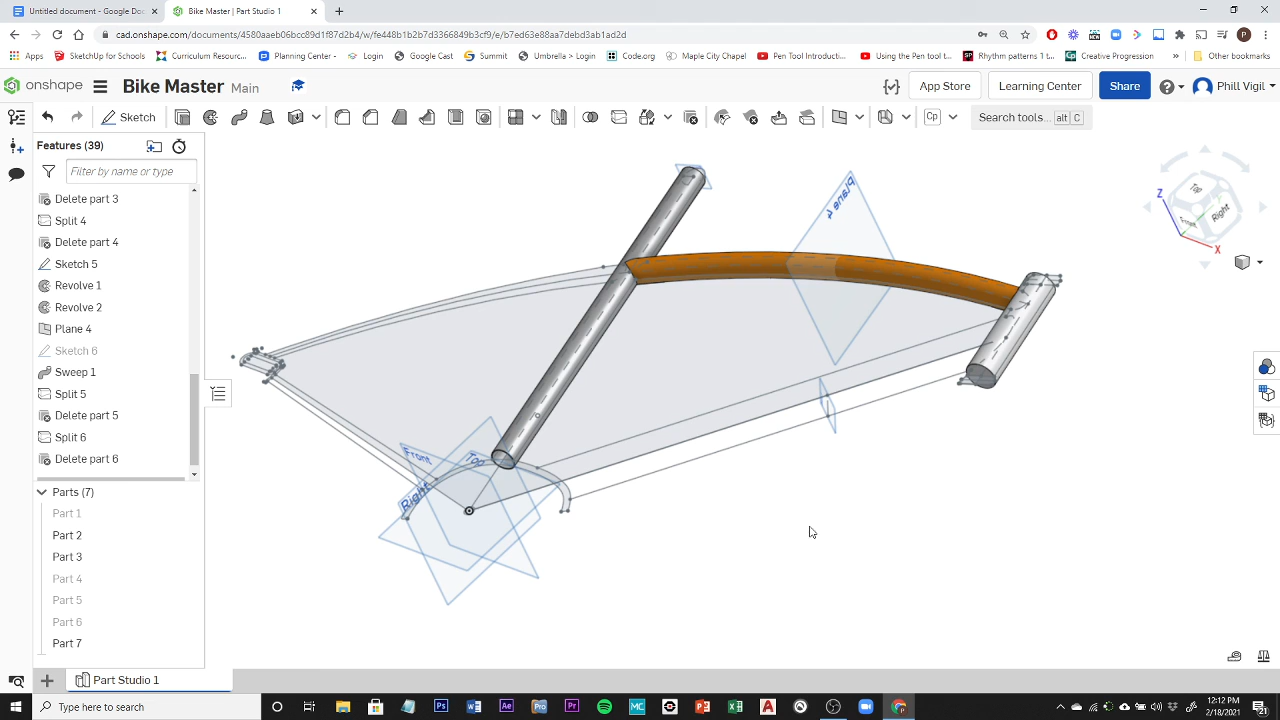 Untitled document - Google Doc
Bike Master | Part Studio 1
cad.onshape.com/documents/4580aaeb06bcc89d1f87d2b4/w/fe448b1b2b7d3366849b3cf9/e/b7ed63e88aa7debd3ab1ad2d
Apps
SketchUpforSchools
Curriculum Resourc...
Planning Center
Login
Google Cast
Summit
Umbrella > Login
Code.org
Maple City Chapel
Pen Tool Introducti...
Using the Pen tool t...
Rhythm patterns 1 t...
Creative Progression
»
Other bookmarks
onshape
Bike Master Main
App Store
Learning Center
Share
Phill Vigil
Sketch
Search tools... alt C
Features (39)
Filter by name or type
Delete part 3
Split 4
Delete part 4
Sketch 5
Revolve 1
Revolve 2
Plane 4
Sketch 6
Sweep 1
Split 5
Delete part 5
Split 6
Delete part 6
Parts (7)
Part 1
Part 2
Part 3
Part 4
Part 5
Part 6
Part 7
Plane 4
Front
Top
Right
Z
Top
Right
X
Part Studio 1
Type here to search
12:12 PM
2/18/2021